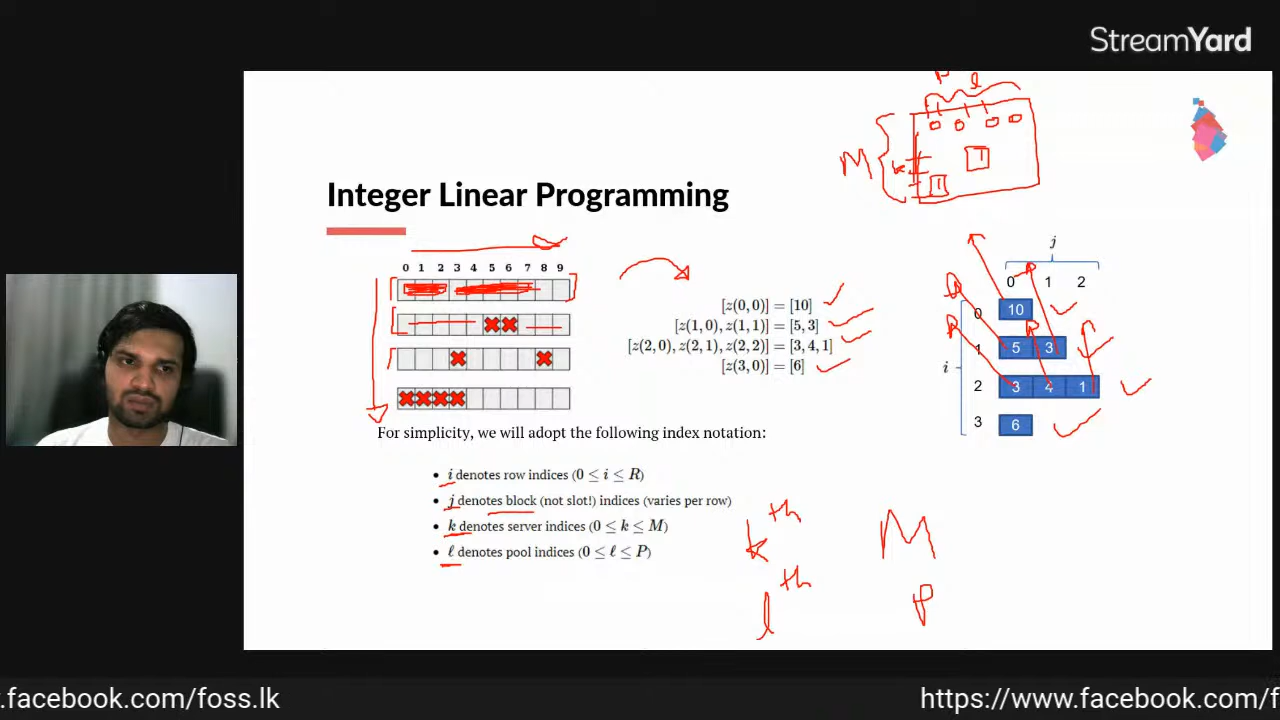 StreamYard
P
l
M
k
1
1
Integer Linear Programming
0 1 2 3 4 5 6 7 8 9
[z(0,0)] = [10]
[z(1,0), z(1,1)] = [5,3]
[z(2,0), z(2,1), z(2,2)] = [3,4,1]
[z(3,0)] = [6]
j
0 1 2
0 10
1 5 3
i
2 3 4 1
3 6
For simplicity, we will adopt the following index notation:
• i denotes row indices (0 ≤ i ≤ R)
• j denotes block (not slot!) indices (varies per row)
• k denotes server indices (0 ≤ k ≤ M)
• ℓ denotes pool indices (0 ≤ ℓ ≤ P)
kth M
lth P
.facebook.com/foss.lk
https://www.facebook.com/f